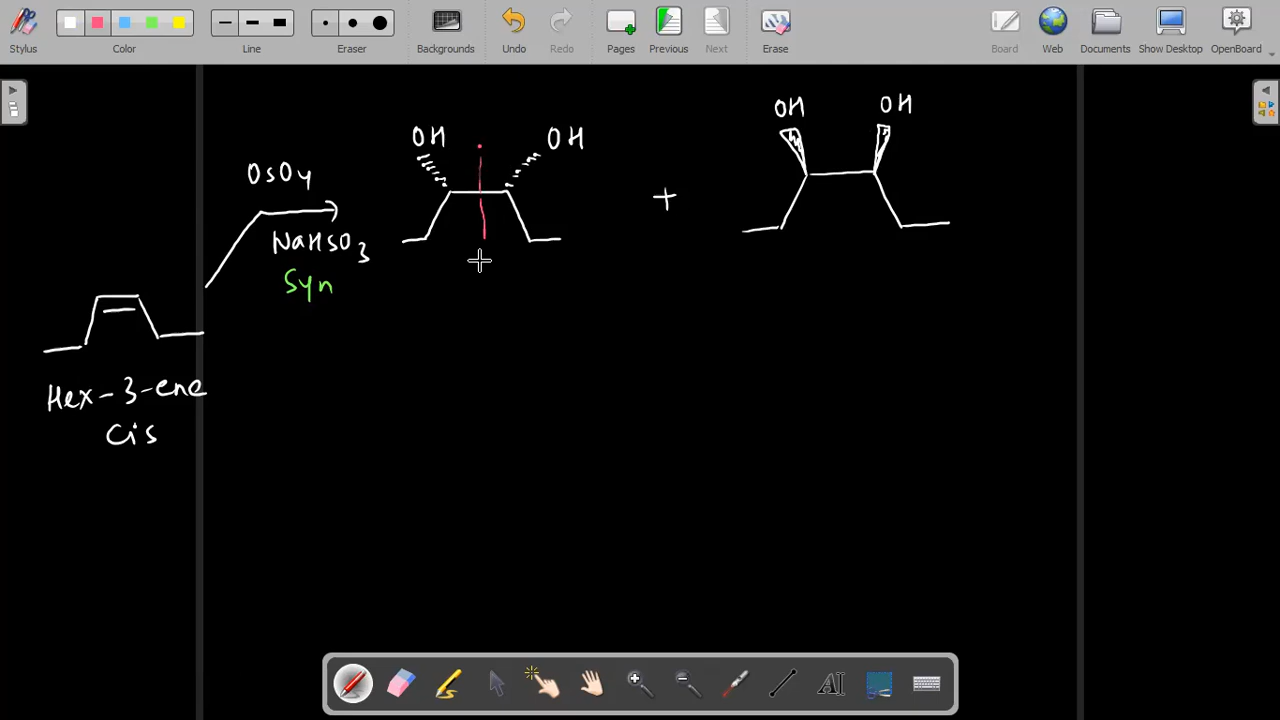 Stylus
Color
Line
Eraser
Backgrounds
Undo
Redo
Pages
Previous
Next
Erase
Board
Web
Documents
Show Desktop
OpenBoard
OH
OH
OH
OH
OsO4
+
NaHSO3
Syn
Hex-3-ene
Cis
AI